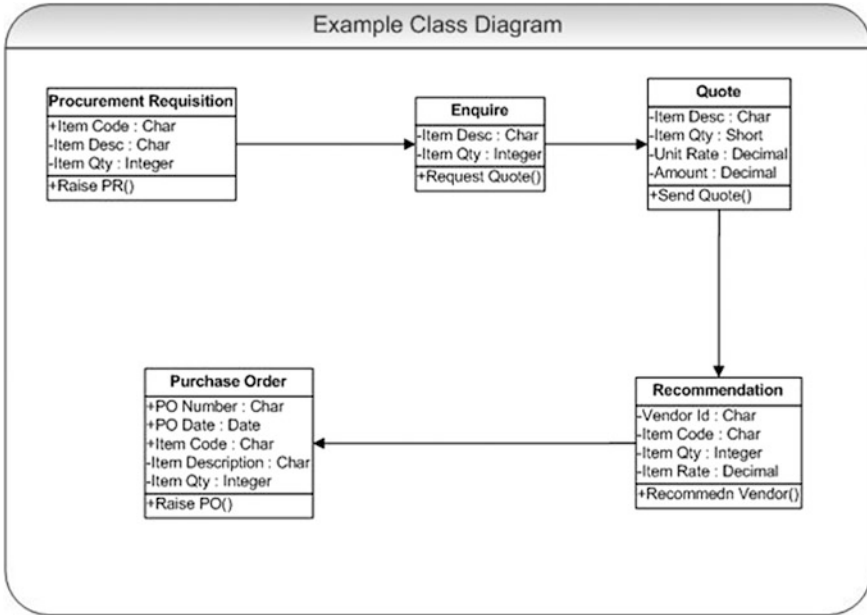 Example Class Diagram
Procurement Requisition
+Item Code : Char
-Item Desc : Char
-Item Qty : Integer
+Raise PR()
Enquire
-Item Desc : Char
-Item Qty : Integer
+Request Quote()
Quote
-Item Desc : Char
-Item Qty : Short
-Unit Rate : Decimal
-Amount : Decimal
+Send Quote()
Purchase Order
+PO Number : Char
+PO Date : Date
+Item Code : Char
-Item Description : Char
-Item Qty : Integer
+Raise PO()
Recommendation
-Vendor Id : Char
-Item Code : Char
-Item Qty : Integer
-Item Rate : Decimal
+Recommedn Vendor()